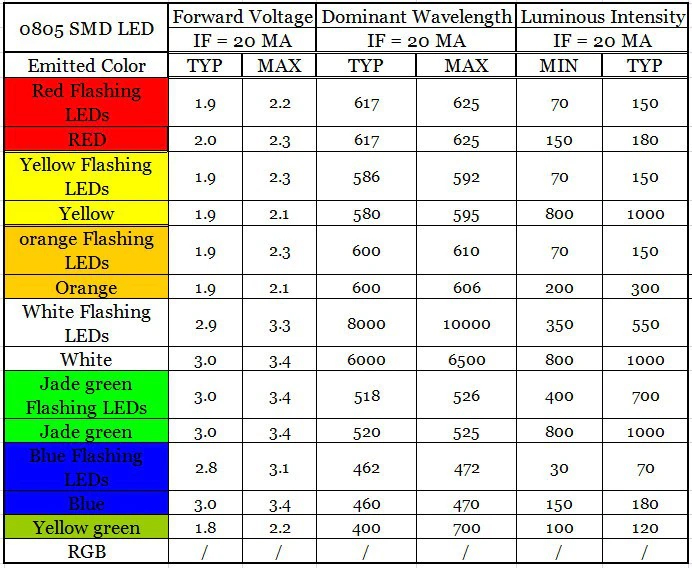 0805 SMD LED Forward Voltage Dominant Wavelength Luminous Intensity
IF = 20 MA IF = 20 MA IF = 20 MA
Emitted Color TYP MAX TYP MAX MIN TYP
Red Flashing
LEDs 1.9 2.2 617 625 70 150
RED 2.0 2.3 617 625 150 180
Yellow Flashing
LEDs 1.9 2.3 586 592 70 150
Yellow 1.9 2.1 580 595 800 1000
orange Flashing
LEDs 1.9 2.3 600 610 70 150
Orange 1.9 2.1 600 606 200 300
White Flashing
LEDs 2.9 3.3 8000 10000 350 550
White 3.0 3.4 6000 6500 800 1000
Jade green
Flashing LEDs 3.0 3.4 518 526 400 700
Jade green 3.0 3.4 520 525 800 1000
Blue Flashing
LEDs 2.8 3.1 462 472 30 70
Blue 3.0 3.4 460 470 150 180
Yellow green 1.8 2.2 400 700 100 120
RGB / / / / / /